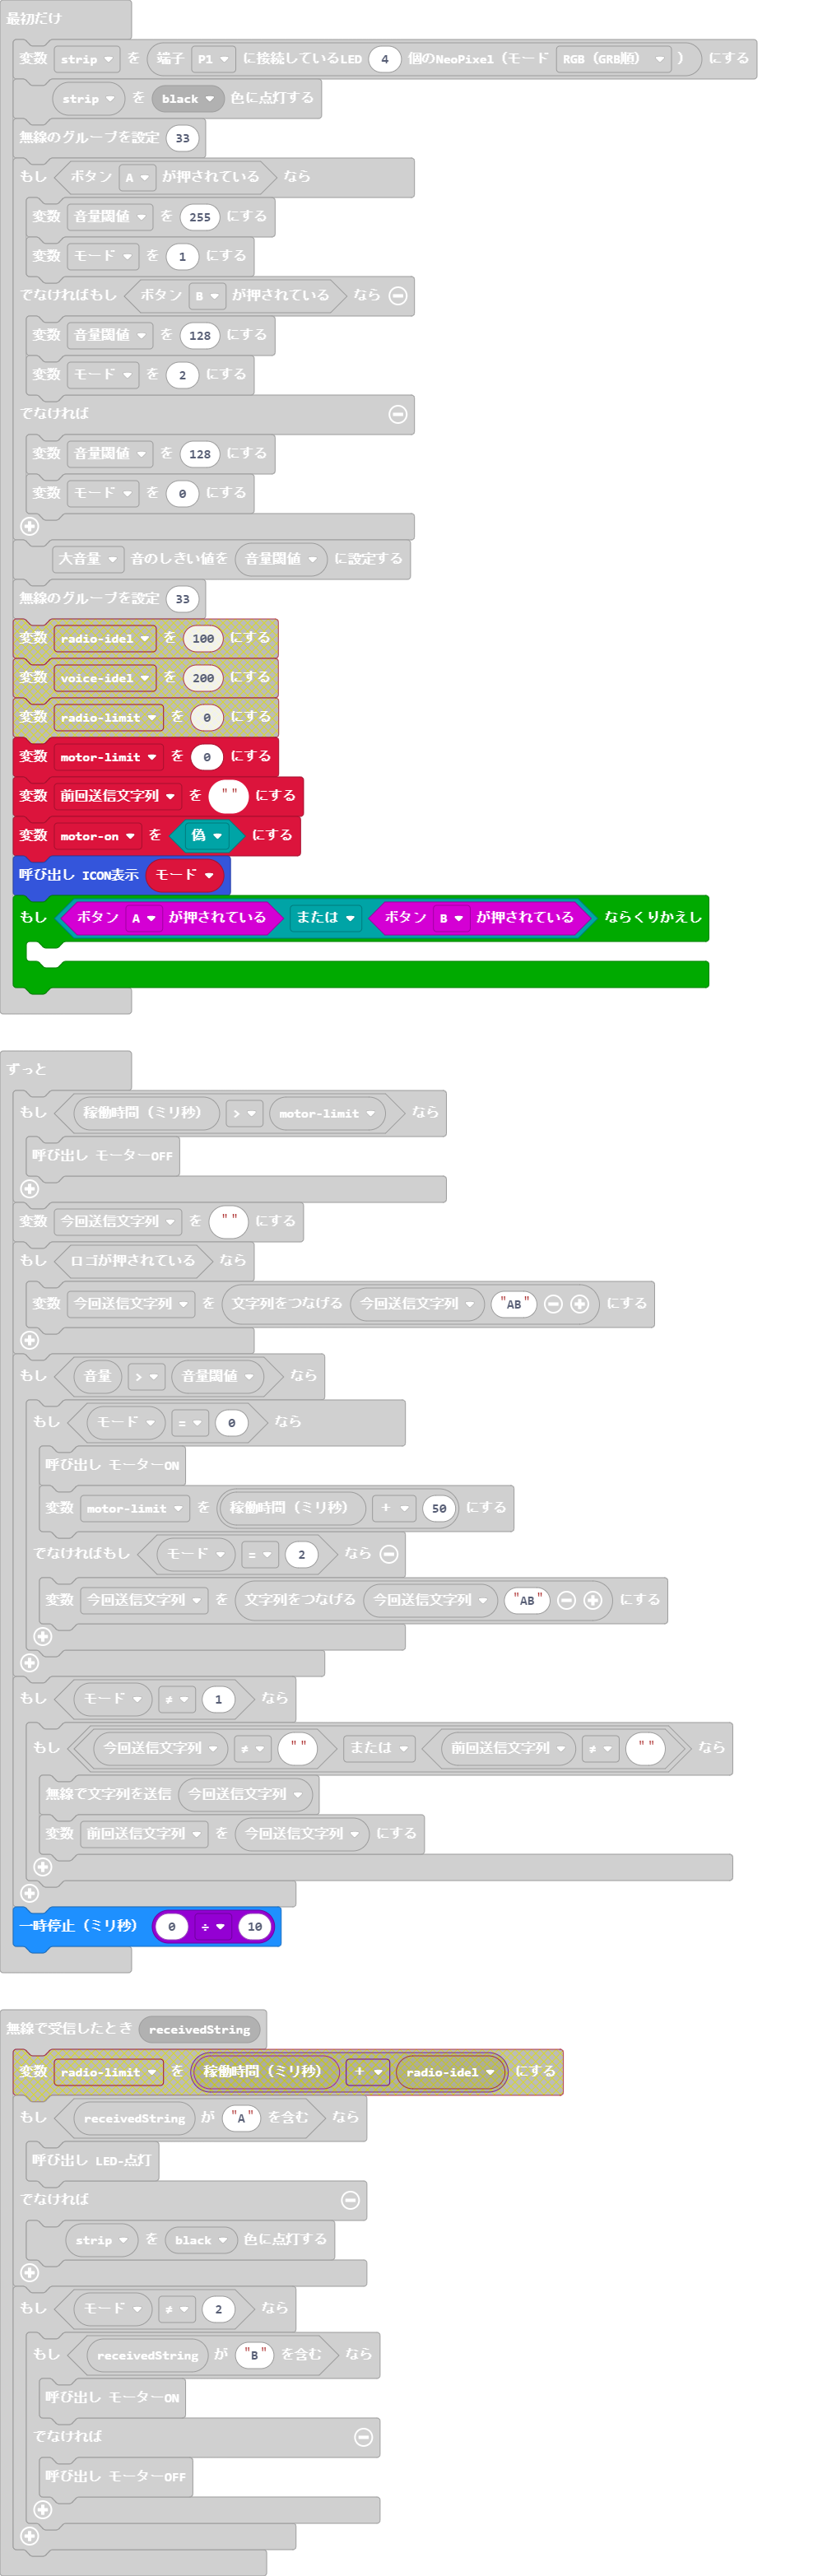 最初だけ
変数 strip を 端子 P1 に接続しているLED 4 個のNeoPixel（モード RGB（GRB順） ） にする
strip を black 色に点灯する
無線のグループを設定 33
もし ボタン A が押されている なら
変数 音量閾値 を 255 にする
変数 モード を 1 にする
でなければもし ボタン B が押されている なら
変数 音量閾値 を 128 にする
変数 モード を 2 にする
でなければ
変数 音量閾値 を 128 にする
変数 モード を 0 にする
大音量 音のしきい値を 音量閾値 に設定する
無線のグループを設定 33
変数 radio-idel を 100 にする
変数 voice-idel を 200 にする
変数 radio-limit を 0 にする
変数 motor-limit を 0 にする
変数 前回送信文字列 を "" にする
変数 motor-on を 偽 にする
呼び出し ICON表示 モード
もし ボタン A が押されている または ボタン B が押されている ならくりかえし
ずっと
もし 稼働時間（ミリ秒） > motor-limit なら
呼び出し モーターOFF
変数 今回送信文字列 を "" にする
もし ロゴが押されている なら
変数 今回送信文字列 を 文字列をつなげる 今回送信文字列 "AB" にする
もし 音量 > 音量閾値 なら
もし モード = 0 なら
呼び出し モーターON
変数 motor-limit を 稼働時間（ミリ秒） + 50 にする
でなければもし モード = 2 なら
変数 今回送信文字列 を 文字列をつなげる 今回送信文字列 "AB" にする
もし モード ≠ 1 なら
もし 今回送信文字列 ≠ "" または 前回送信文字列 ≠ "" なら
無線で文字列を送信 今回送信文字列
変数 前回送信文字列 を 今回送信文字列 にする
一時停止（ミリ秒） 0 ÷ 10
無線で受信したとき receivedString
変数 radio-limit を 稼働時間（ミリ秒） + radio-idel にする
もし receivedString が "A" を含む なら
呼び出し LED-点灯
でなければ
strip を black 色に点灯する
もし モード ≠ 2 なら
もし receivedString が "B" を含む なら
呼び出し モーターON
でなければ
呼び出し モーターOFF